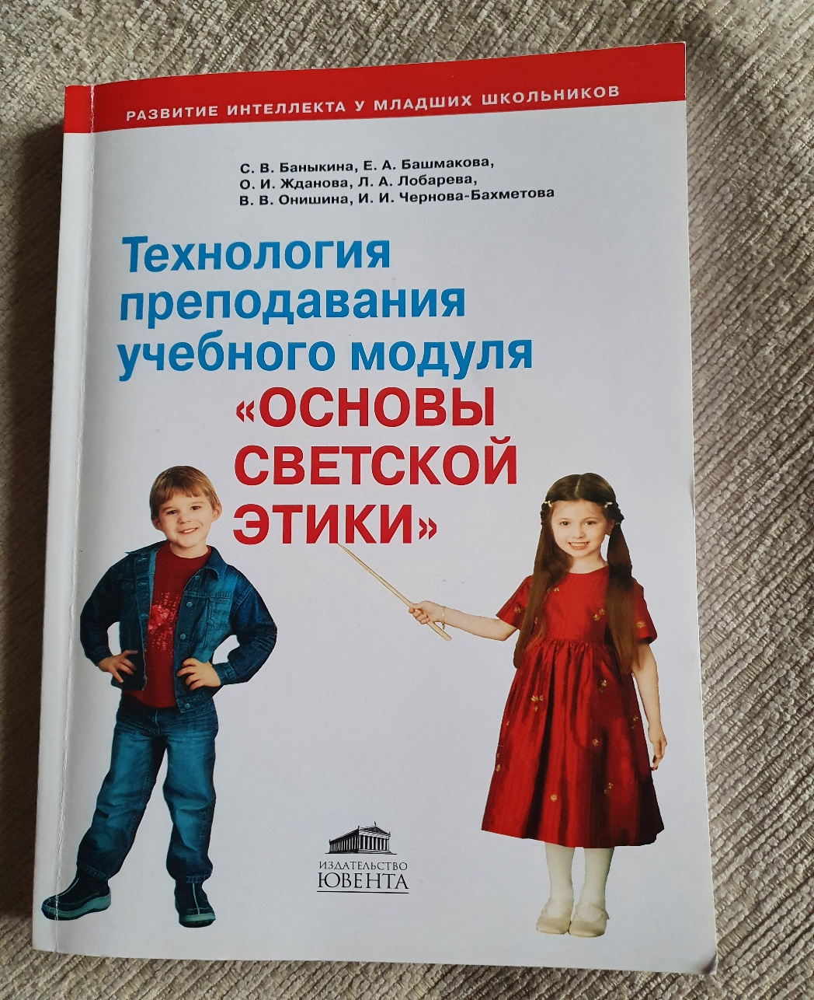 РАЗВИТИЕ ИНТЕЛЛЕКТА У МЛАДШИХ ШКОЛЬНИКОВ
С. В. Баныкина, Е. А. Башмакова,
О. И. Жданова, Л. А. Лобарева,
В. В. Онишина, И. И. Чернова-Бахметова
Технология
преподавания
учебного модуля
«ОСНОВЫ
СВЕТСКОЙ
ЭТИКИ»
ИЗДАТЕЛЬСТВО
ЮВЕНТА